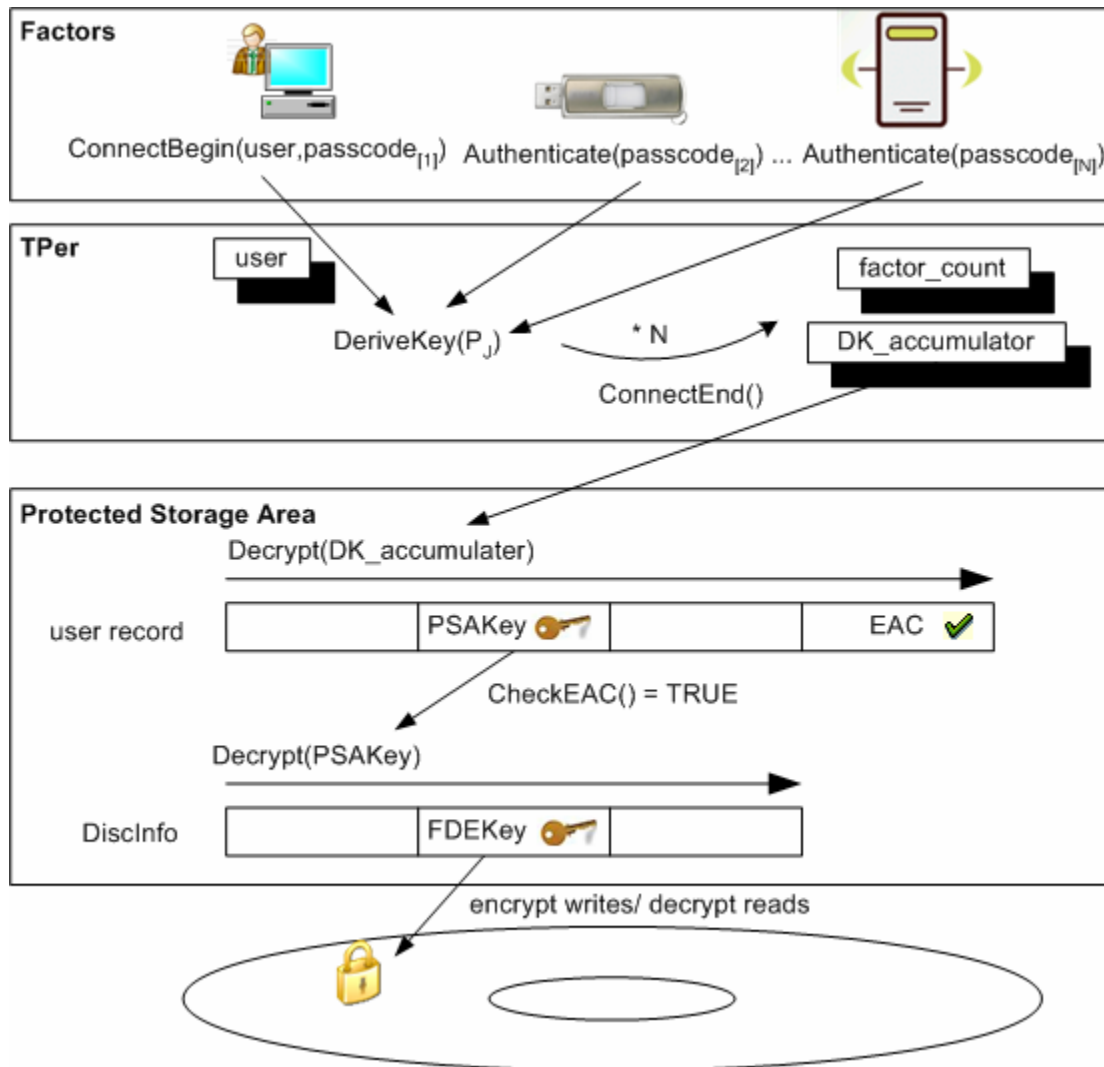 Factors
ConnectBegin(user,passcode[1]) Authenticate(passcode[2]) ... Authenticate(passcode[N])
TPer
user
factor_count
DeriveKey(PJ)
* N
DK_accumulator
ConnectEnd()
Protected Storage Area
Decrypt(DK_accumulater)
user record
PSAKey
EAC
CheckEAC() = TRUE
Decrypt(PSAKey)
DiscInfo
FDEKey
encrypt writes/ decrypt reads